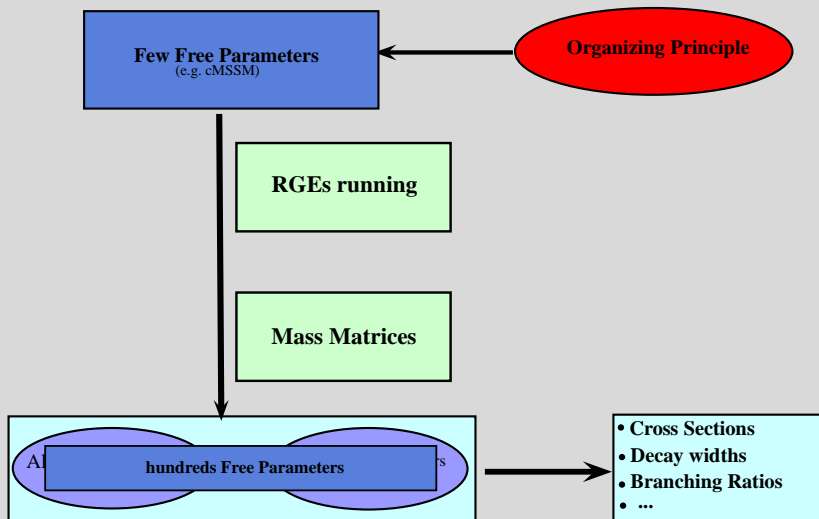 Few Free Parameters
(e.g. cMSSM)
Organizing Principle
RGEs running
Mass Matrices
hundreds Free Parameters
• Cross Sections
• Decay widths
• Branching Ratios
• ...